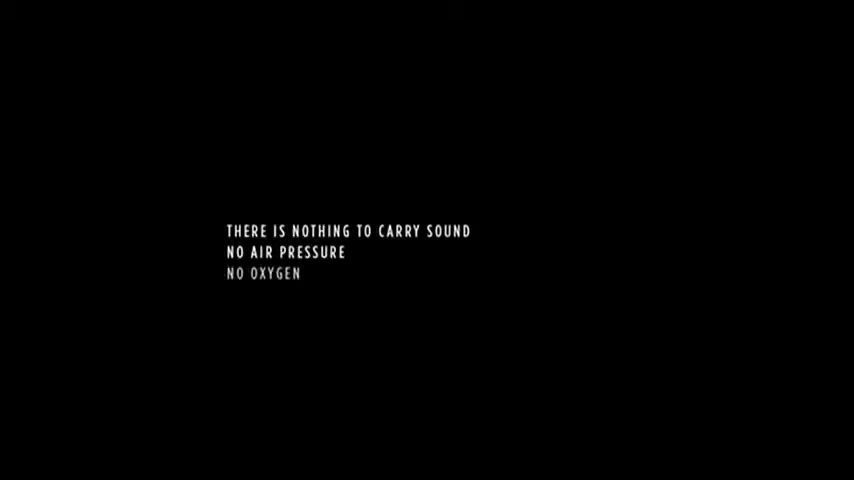 THERE IS NOTHING TO CARRY SOUND
NO AIR PRESSURE
NO OXYGEN